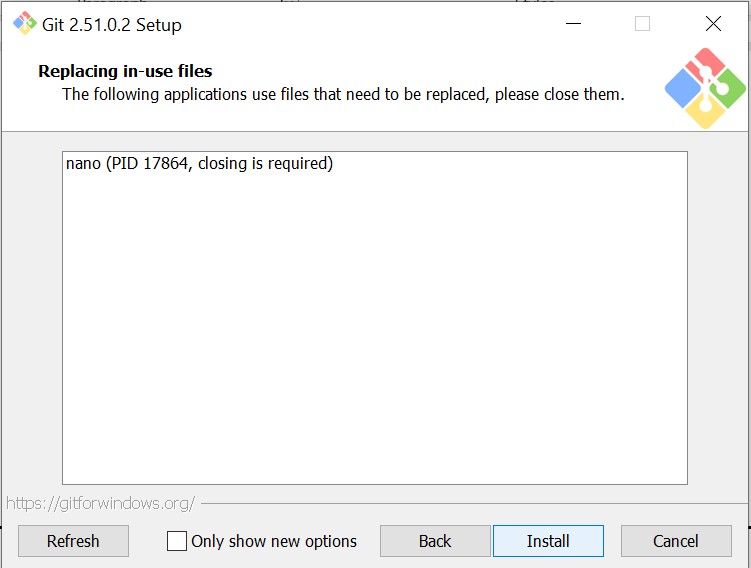 Git 2.51.0.2 Setup
Replacing in-use files
The following applications use files that need to be replaced, please close them.
nano (PID 17864, closing is required)
https://gitforwindows.org/
Refresh
Only show new options
Back
Install
Cancel